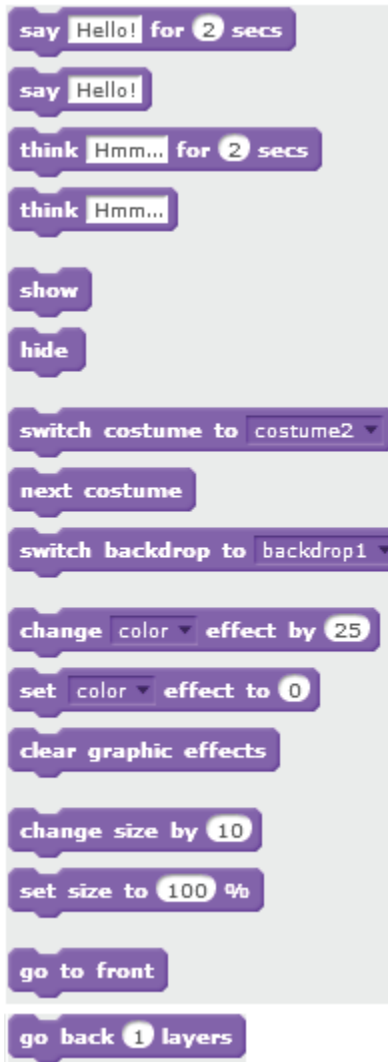 say Hello! for 2 secs
say Hello!
think Hmm... for 2 secs
think Hmm...
show
hide
switch costume to costume2
next costume
switch backdrop to backdrop1
change color effect by 25
set color effect to 0
clear graphic effects
change size by 10
set size to 100 %
go to front
go back 1 layers